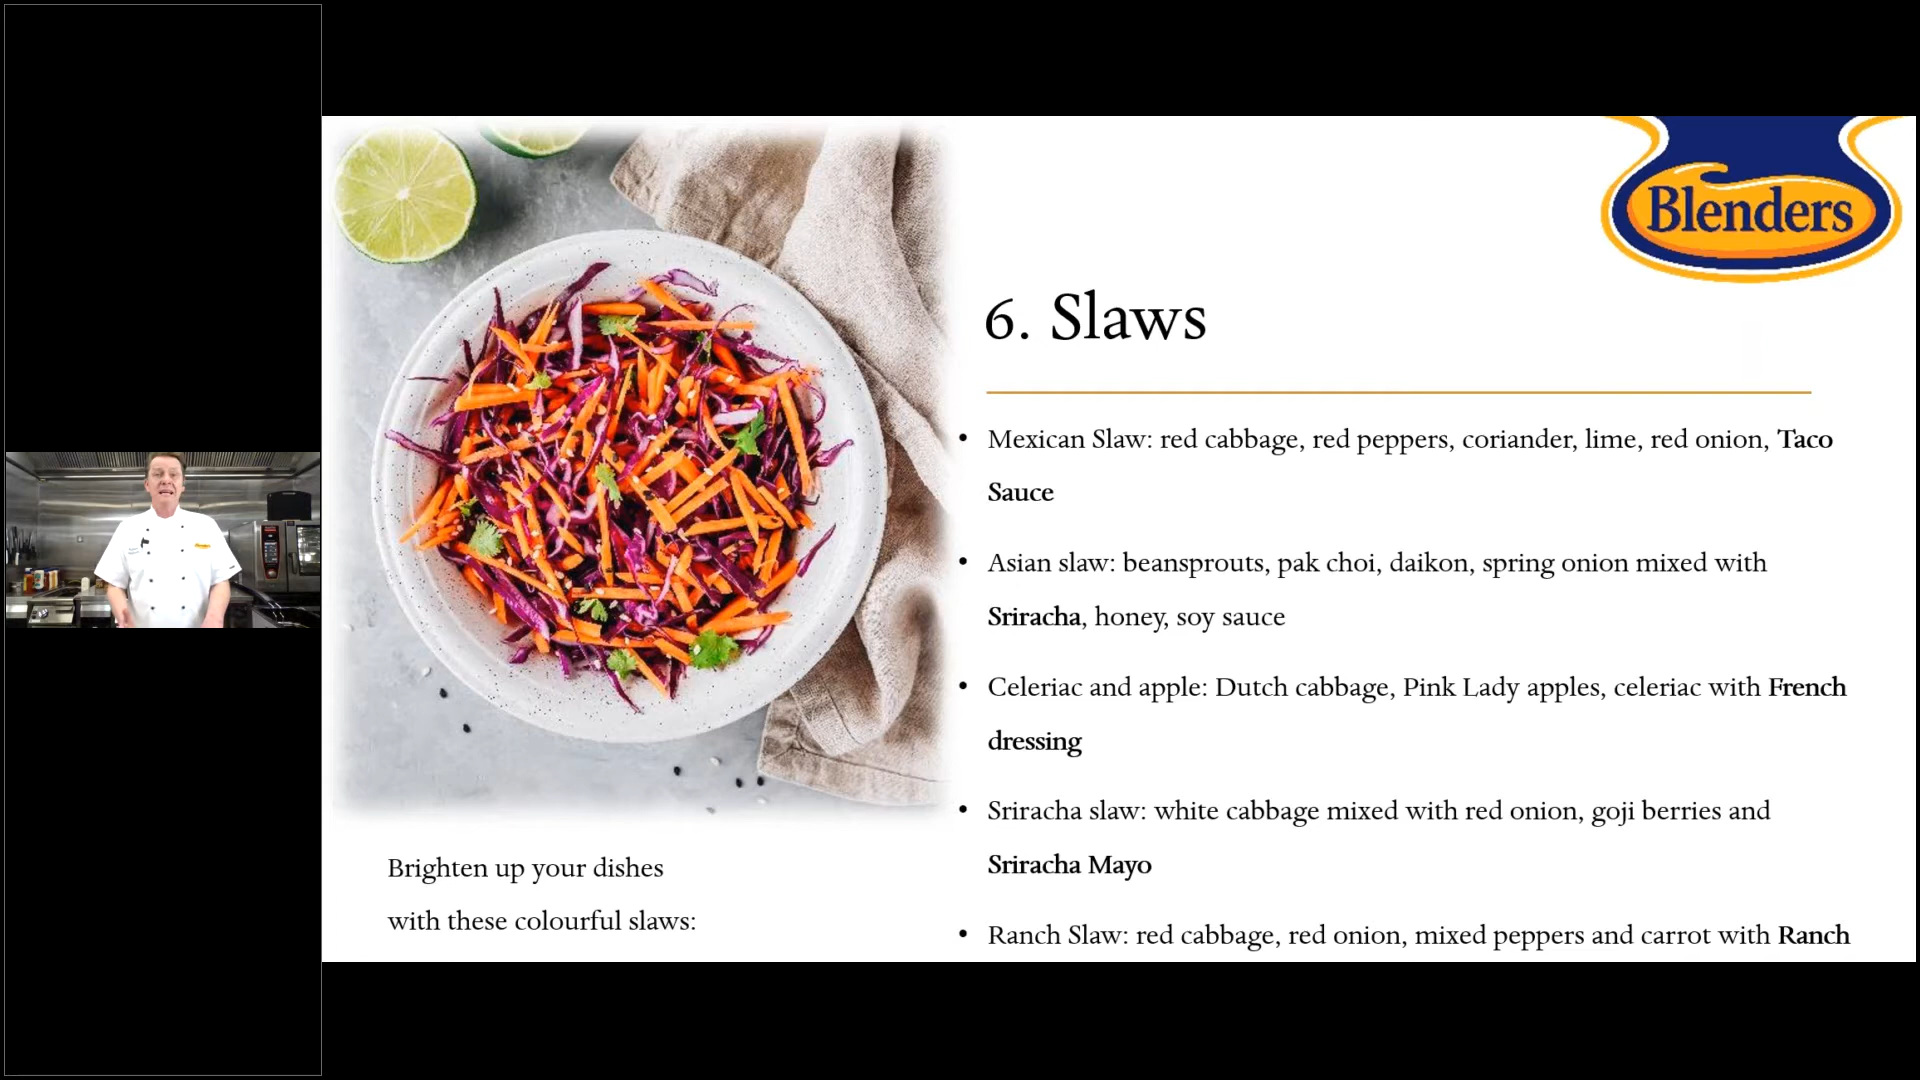 Blenders
6. Slaws
• Mexican Slaw: red cabbage, red peppers, coriander, lime, red onion, Taco
Sauce
• Asian slaw: beansprouts, pak choi, daikon, spring onion mixed with
Sriracha, honey, soy sauce
• Celeriac and apple: Dutch cabbage, Pink Lady apples, celeriac with French
dressing
• Sriracha slaw: white cabbage mixed with red onion, goji berries and
Sriracha Mayo
• Ranch Slaw: red cabbage, red onion, mixed peppers and carrot with Ranch
Brighten up your dishes
with these colourful slaws: